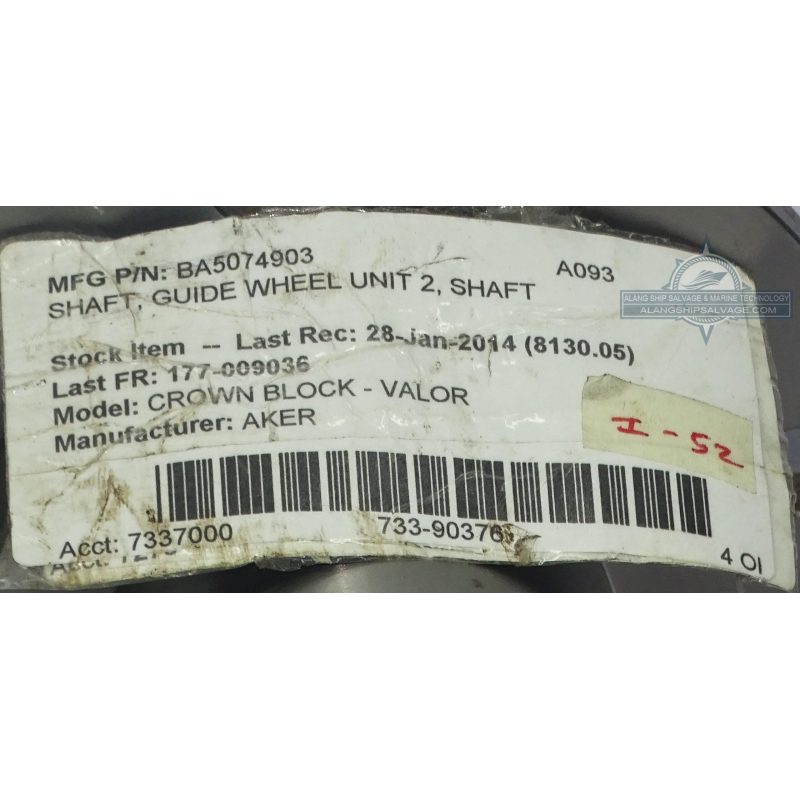 MFG P/N: BA5074903
A093
SHAFT, GUIDE WHEEL UNIT 2, SHAFT
ALANG SHIP SALVAGE & MARINE TECHNOLOGY
ALANGSHIPSALVAGE.COM
Stock Item -- Last Rec: 28-Jan-2014 (8130.05)
Last FR: 177-009036
Model: CROWN BLOCK - VALOR
Manufacturer: AKER
I-52
Acct: 7337000
733-90376
4 OI